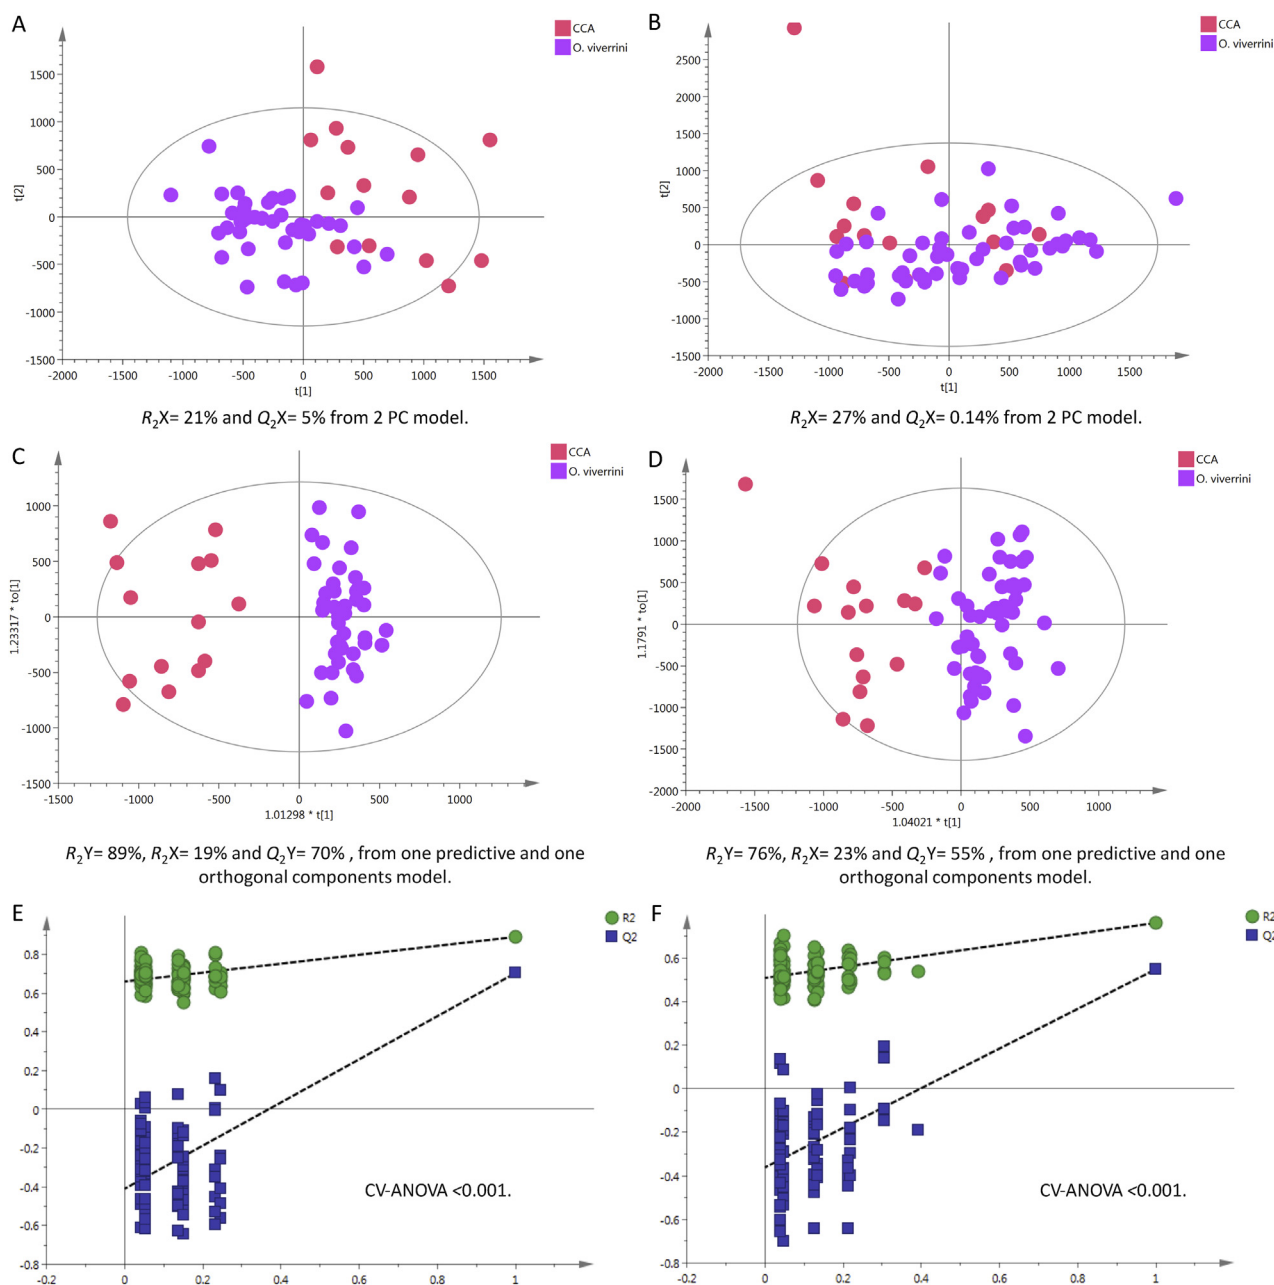 A
CCA
O. viverrini
t[2]
1500
1000
500
0
-500
-1000
-1500
-2000 -1500 -1000 -500 0 500 1000 1500
t[1]
R2X= 21% and Q2X= 5% from 2 PC model.
B
CCA
O. viverrini
t[2]
2500
2000
1500
1000
500
0
-500
-1000
-1500
-2000 -1500 -1000 -500 0 500 1000 1500
t[1]
R2X= 27% and Q2X= 0.14% from 2 PC model.
C
CCA
O. viverrini
1.23317 * to[1]
1000
500
0
-500
-1000
-1500
-1500 -1000 -500 0 500 1000
1.01298 * t[1]
R2Y= 89%, R2X= 19% and Q2Y= 70% , from one predictive and one
orthogonal components model.
D
CCA
O. viverrini
1.1791 * to[1]
1500
1000
500
0
-500
-1000
-1500
-2000
-2000 -1500 -1000 -500 0 500 1000
1.04021 * t[1]
R2Y= 76%, R2X= 23% and Q2Y= 55% , from one predictive and one
orthogonal components model.
E
R2
Q2
0.8
0.6
0.4
0.2
0
-0.2
-0.4
-0.6
-0.8
CV-ANOVA <0.001.
-0.2 0 0.2 0.4 0.6 0.8 1
F
R2
Q2
0.6
0.4
0.2
0
-0.2
-0.4
-0.6
-0.8
CV-ANOVA <0.001.
-0.2 0 0.2 0.4 0.6 0.8 1